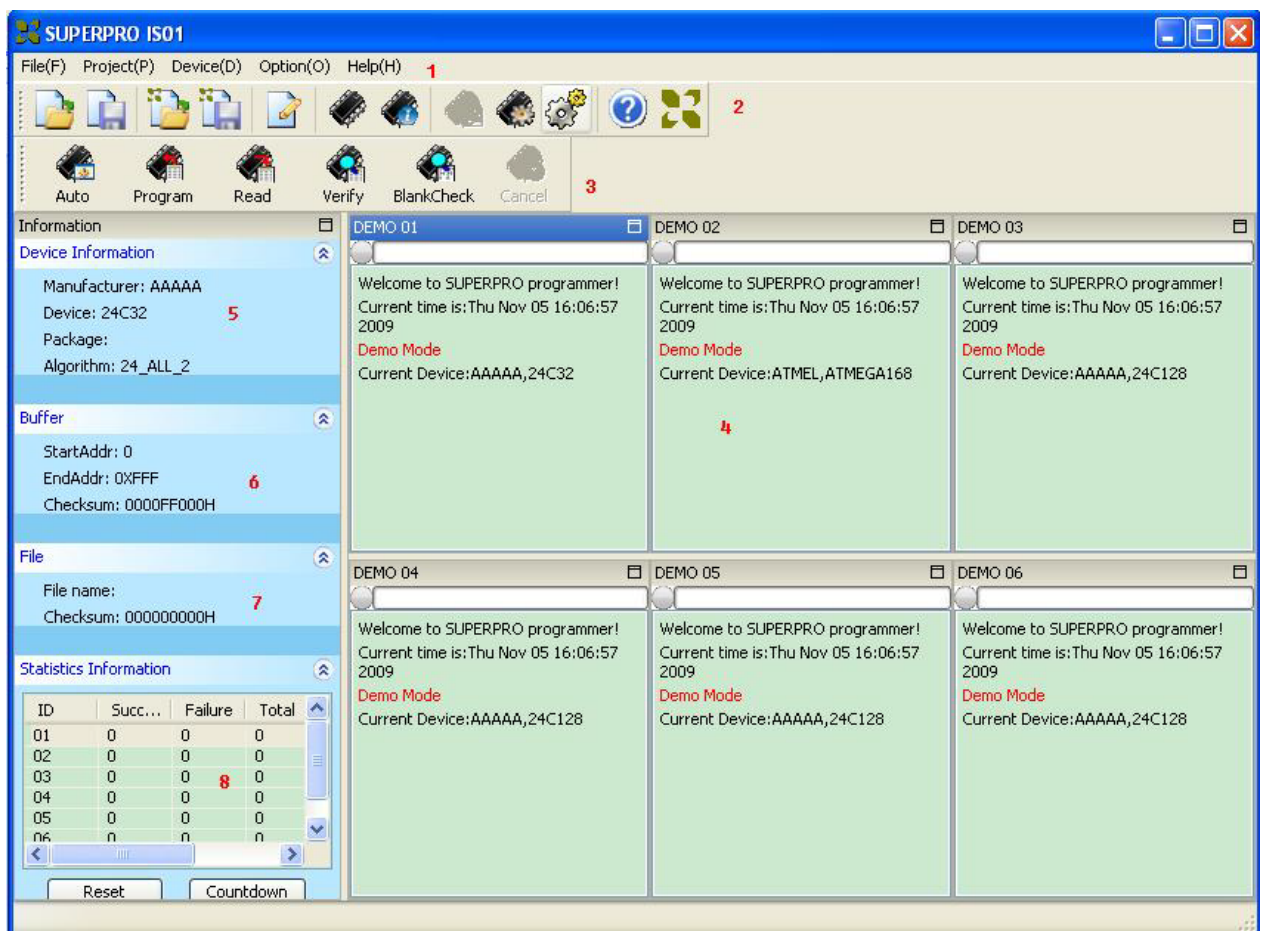 SUPERPRO IS01
File(F) Project(P) Device(D) Option(O) Help(H) 1
2
Auto Program Read Verify BlankCheck Cancel 3
Information
Device Information
Manufacturer: AAAAA
Device: 24C32 5
Package:
Algorithm: 24_ALL_2
Buffer
StartAddr: 0
EndAddr: 0XFFF 6
Checksum: 0000FF000H
File
File name:
Checksum: 000000000H 7
Statistics Information
ID Succ... Failure Total
01 0 0 0
02 0 0 0
03 0 0 0
8
04 0 0 0
05 0 0 0
06 0 0 0
Reset Countdown
DEMO 01
Welcome to SUPERPRO programmer!
Current time is:Thu Nov 05 16:06:57
2009
Demo Mode
Current Device:AAAAA,24C32
DEMO 02
Welcome to SUPERPRO programmer!
Current time is:Thu Nov 05 16:06:57
2009
Demo Mode
Current Device:ATMEL,ATMEGA168
4
DEMO 03
Welcome to SUPERPRO programmer!
Current time is:Thu Nov 05 16:06:57
2009
Demo Mode
Current Device:AAAAA,24C128
DEMO 04
Welcome to SUPERPRO programmer!
Current time is:Thu Nov 05 16:06:57
2009
Demo Mode
Current Device:AAAAA,24C128
DEMO 05
Welcome to SUPERPRO programmer!
Current time is:Thu Nov 05 16:06:57
2009
Demo Mode
Current Device:AAAAA,24C128
DEMO 06
Welcome to SUPERPRO programmer!
Current time is:Thu Nov 05 16:06:57
2009
Demo Mode
Current Device:AAAAA,24C128